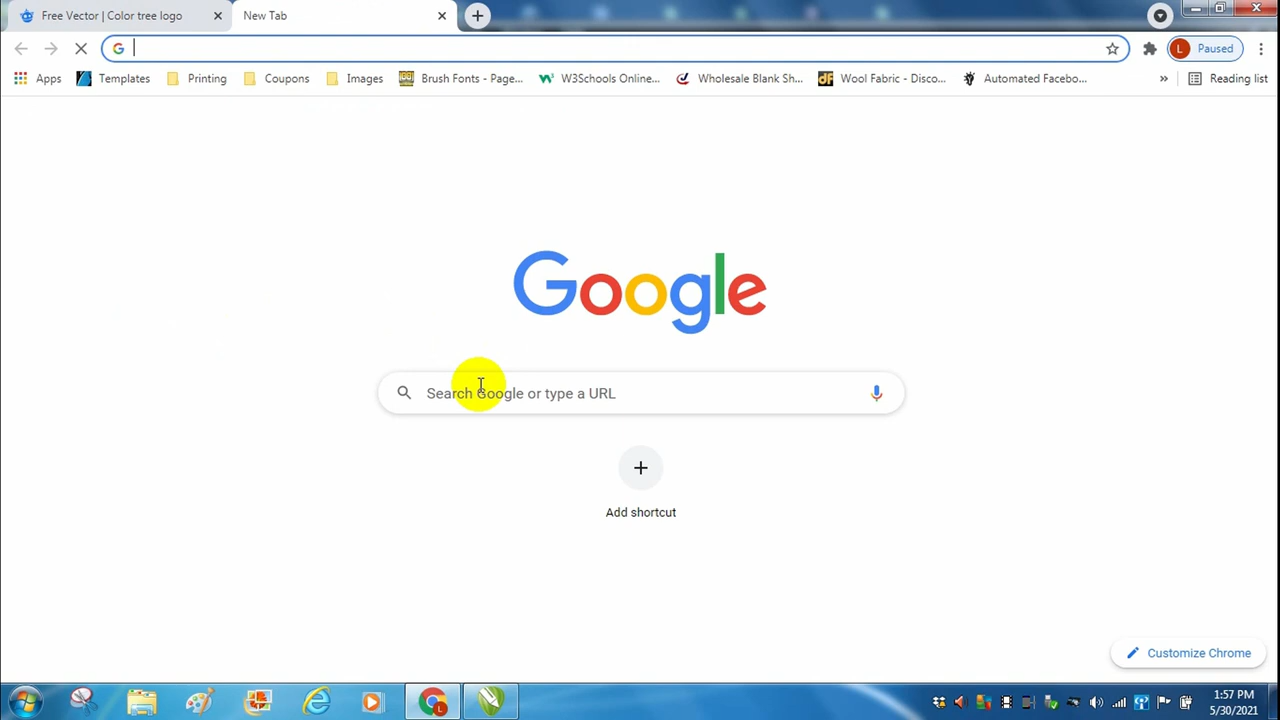 Free Vector | Color tree logo
New Tab
L Paused
Apps Templates Printing Coupons Images Brush Fonts - Page... W3Schools Online... Wholesale Blank Sh... Wool Fabric - Disco... Automated Facebo... » Reading list
Google
Search Google or type a URL
Add shortcut
Customize Chrome
1:57 PM
5/30/2021